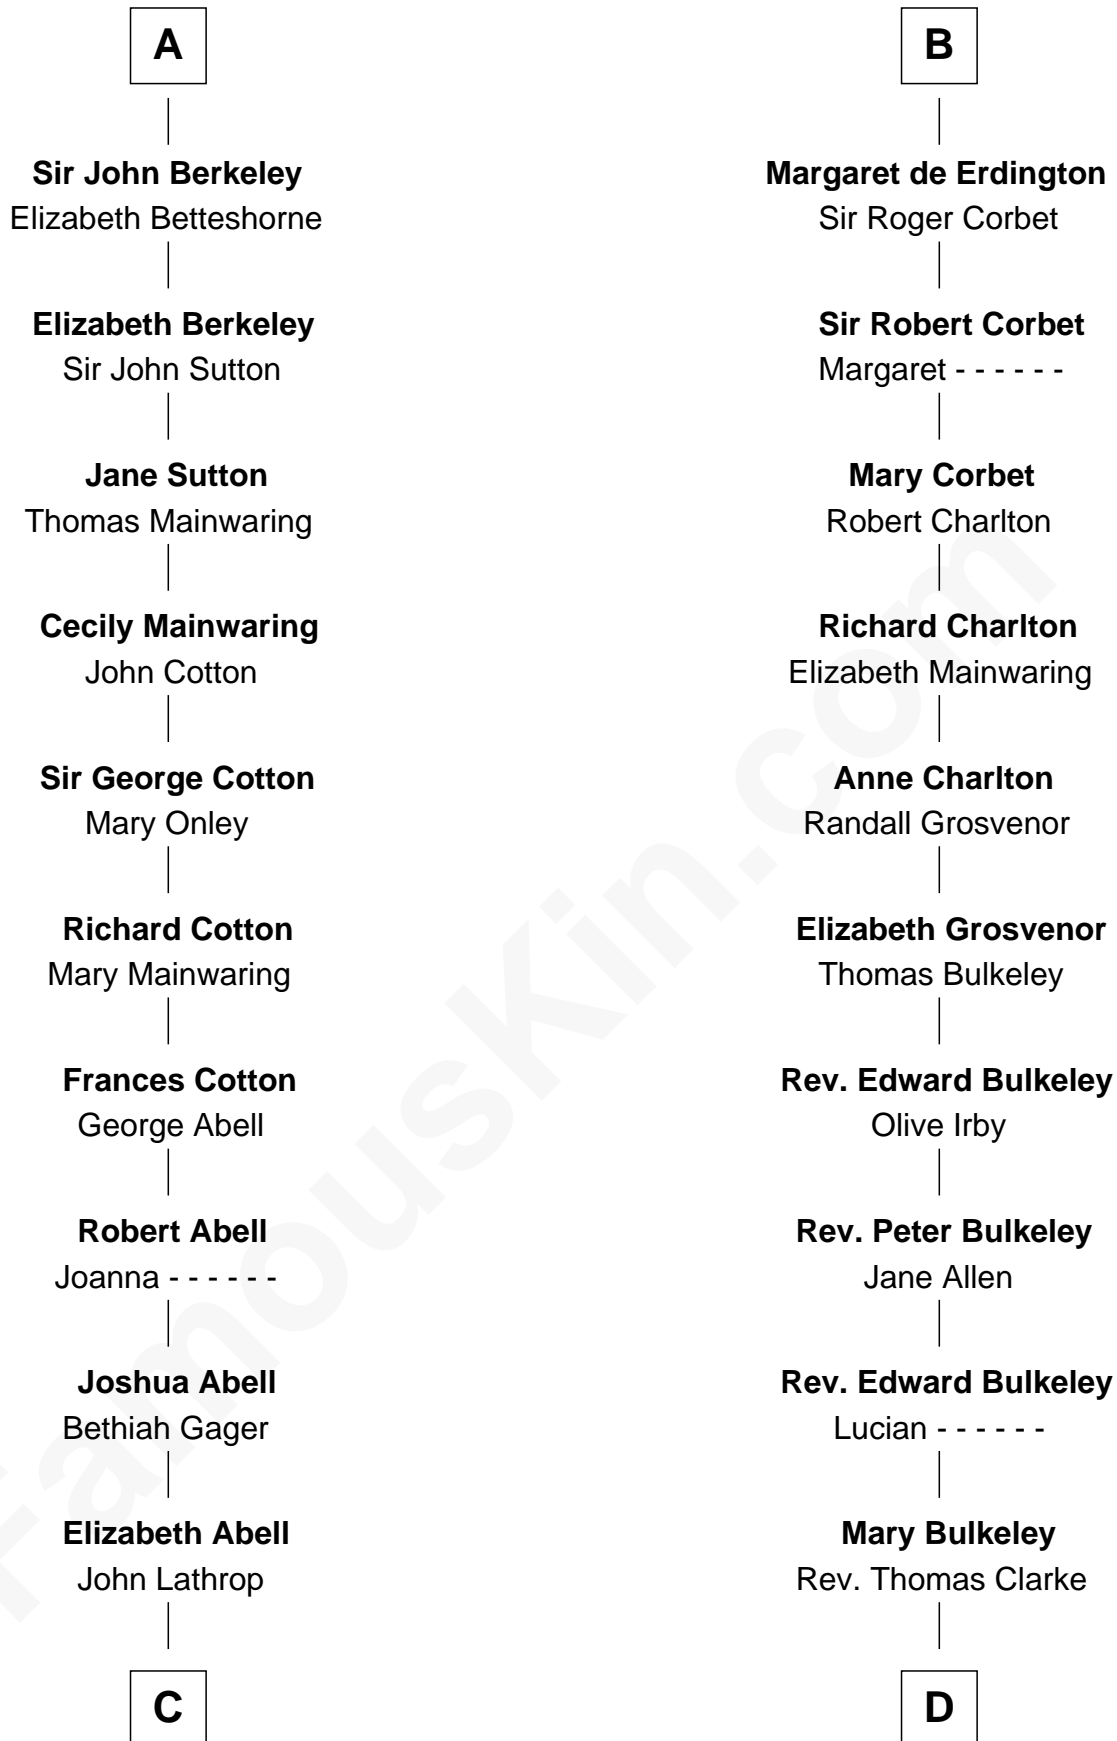 A
Sir John Berkeley
Elizabeth Betteshorne
Elizabeth Berkeley
Sir John Sutton
Jane Sutton
Thomas Mainwaring
Cecily Mainwaring
John Cotton
Sir George Cotton
Mary Onley
Richard Cotton
Mary Mainwaring
Frances Cotton
George Abell
Robert Abell
Joanna - - - - - -
Joshua Abell
Bethiah Gager
Elizabeth Abell
John Lathrop
C
B
Margaret de Erdington
Sir Roger Corbet
Sir Robert Corbet
Margaret - - - - - -
Mary Corbet
Robert Charlton
Richard Charlton
Elizabeth Mainwaring
Anne Charlton
Randall Grosvenor
Elizabeth Grosvenor
Thomas Bulkeley
Rev. Edward Bulkeley
Olive Irby
Rev. Peter Bulkeley
Jane Allen
Rev. Edward Bulkeley
Lucian - - - - - -
Mary Bulkeley
Rev. Thomas Clarke
D
FamousKin.com